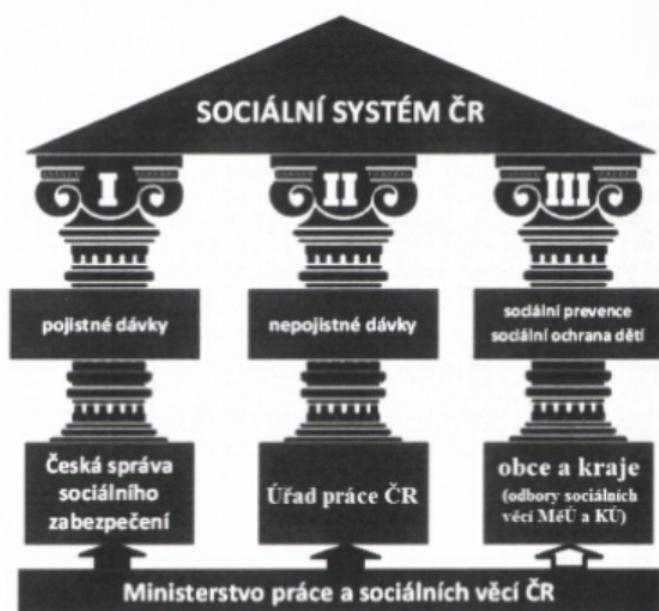 SOCIÁLNÍ SYSTÉM ČR
I
II
III
pojistné dávky
nepojistné dávky
sociální prevence
sociální ochrana dětí
Česká správa
sociálního
zabezpečení
Úřad práce ČR
obce a kraje
(odbory sociálních
věcí MěÚ a KÚ)
Ministerstvo práce a sociálních věcí ČR